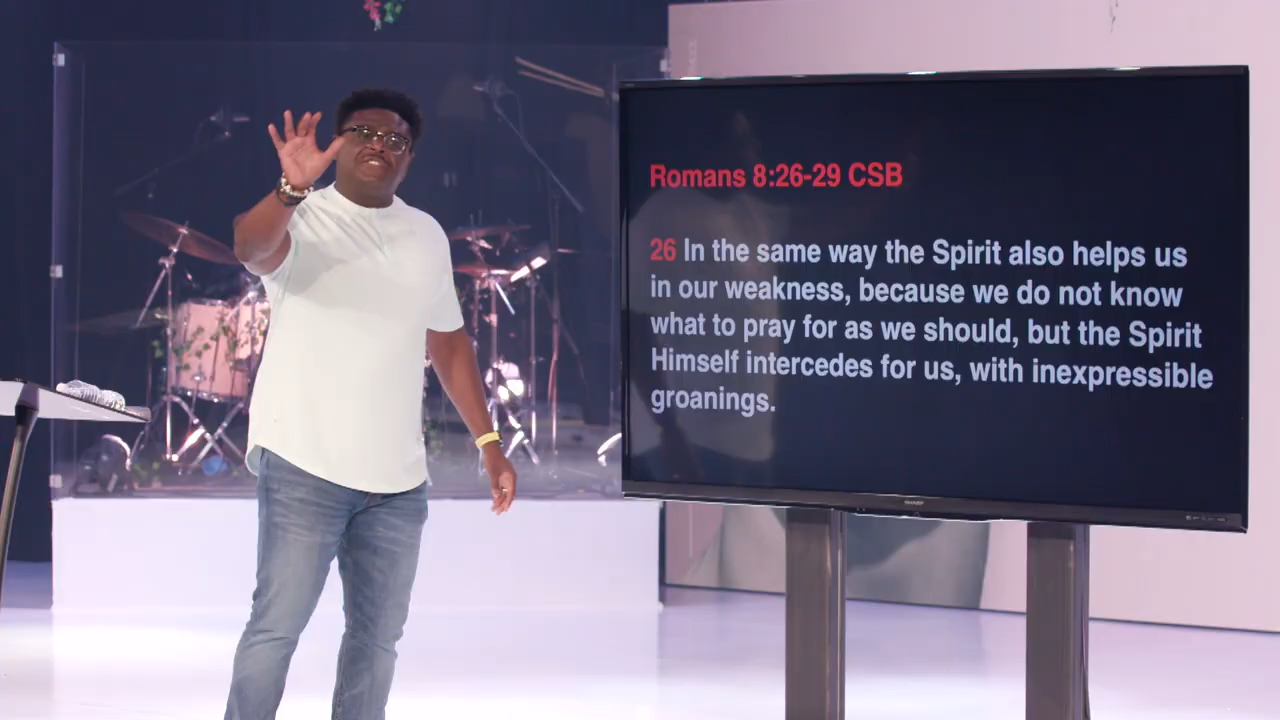 Romans 8:26-29 CSB
26 In the same way the Spirit also helps us
in our weakness, because we do not know
what to pray for as we should, but the Spirit
Himself intercedes for us, with inexpressible
groanings.
SHARP